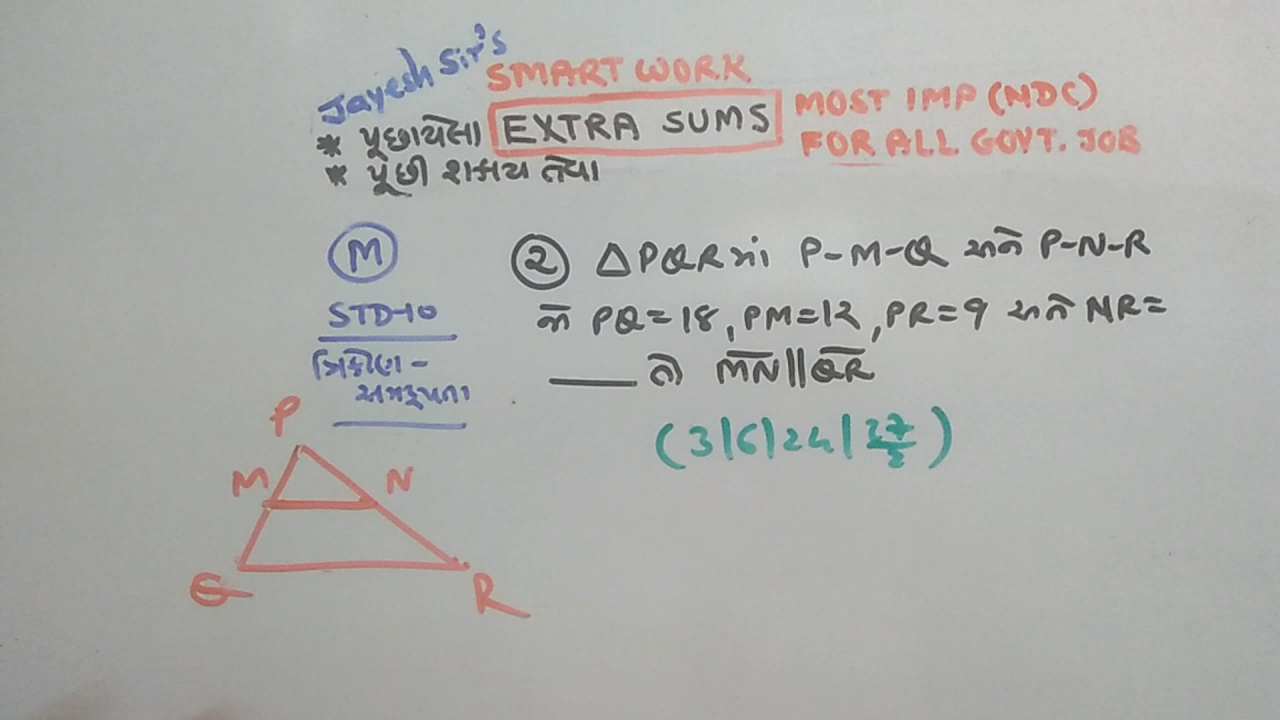 Jayesh Sir's
SMART WORK
* પૂછાયેલા EXTRA SUMS
MOST IMP (NDC)
FOR ALL GOVT. JOB
* પૂછી શકાય તેવા
M
STD-10
ત્રિકોણ-
સમરૂપતા
② △PQRમાં P-M-Q અને P-N-R
જો PQ=18, PM=12, PR=9 અને NR=
____ તો MN||QR
(3|6|24|27/2)
P
M N
Q R